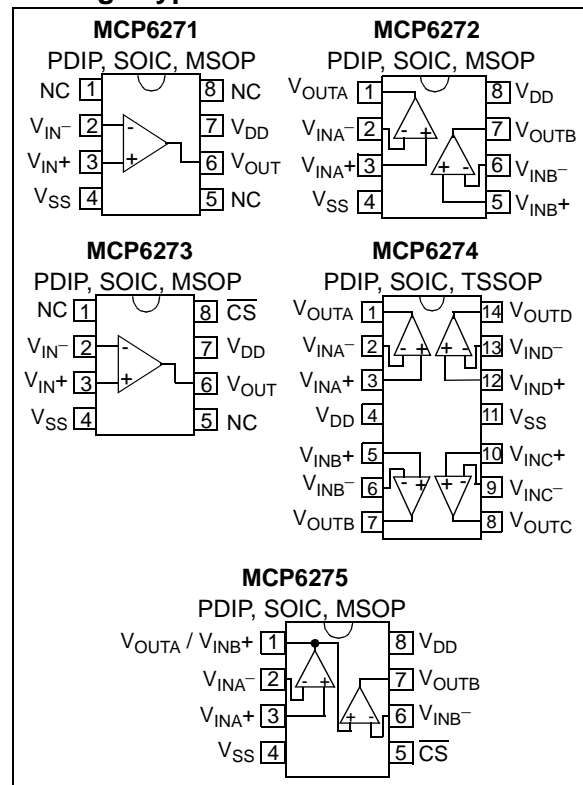 MCP6271
PDIP, SOIC, MSOP
NC 1 8 NC
VIN– 2 - 7 VDD
VIN+ 3 + 6 VOUT
VSS 4 5 NC
MCP6272
PDIP, SOIC, MSOP
VOUTA 1 8 VDD
VINA– 2 - + 7 VOUTB
VINA+ 3 + - 6 VINB–
VSS 4 5 VINB+
MCP6273
PDIP, SOIC, MSOP
NC 1 8 CS
VIN– 2 - 7 VDD
VIN+ 3 + 6 VOUT
VSS 4 5 NC
MCP6274
PDIP, SOIC, TSSOP
VOUTA 1 14 VOUTD
VINA– 2 - + + - 13 VIND–
VINA+ 3 12 VIND+
VDD 4 11 VSS
VINB+ 5 10 VINC+
VINB– 6 - + + - 9 VINC–
VOUTB 7 8 VOUTC
MCP6275
PDIP, SOIC, MSOP
VOUTA / VINB+ 1 8 VDD
VINA– 2 - + 7 VOUTB
VINA+ 3 + - 6 VINB–
VSS 4 5 CS